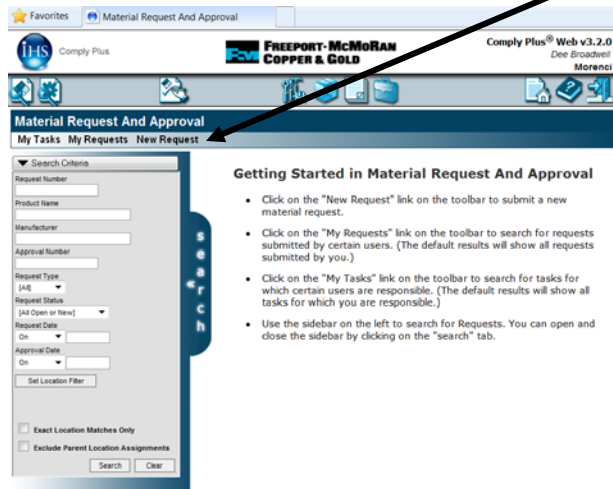 Favorites
Material Request And Approval
IHS Comply Plus
FCX FREEPORT-McMoRAN
COPPER & GOLD
Comply Plus® Web v3.2.0
Dee Broadwell
Morenci
Material Request And Approval
My Tasks My Requests New Request
Search Criteria
Request Number
Product Name
Manufacturer
Approval Number
Request Type
[All]
Request Status
[All Open or New]
Request Date
On
Approval Date
On
Set Location Filter
Exact Location Matches Only
Exclude Parent Location Assignments
Search Clear
« search
Getting Started in Material Request And Approval
• Click on the "New Request" link on the toolbar to submit a new
material request.
• Click on the "My Requests" link on the toolbar to search for requests
submitted by certain users. (The default results will show all requests
submitted by you.)
• Click on the "My Tasks" link on the toolbar to search for tasks for
which certain users are responsible. (The default results will show all
tasks for which you are responsible.)
• Use the sidebar on the left to search for Requests. You can open and
close the sidebar by clicking on the "search" tab.